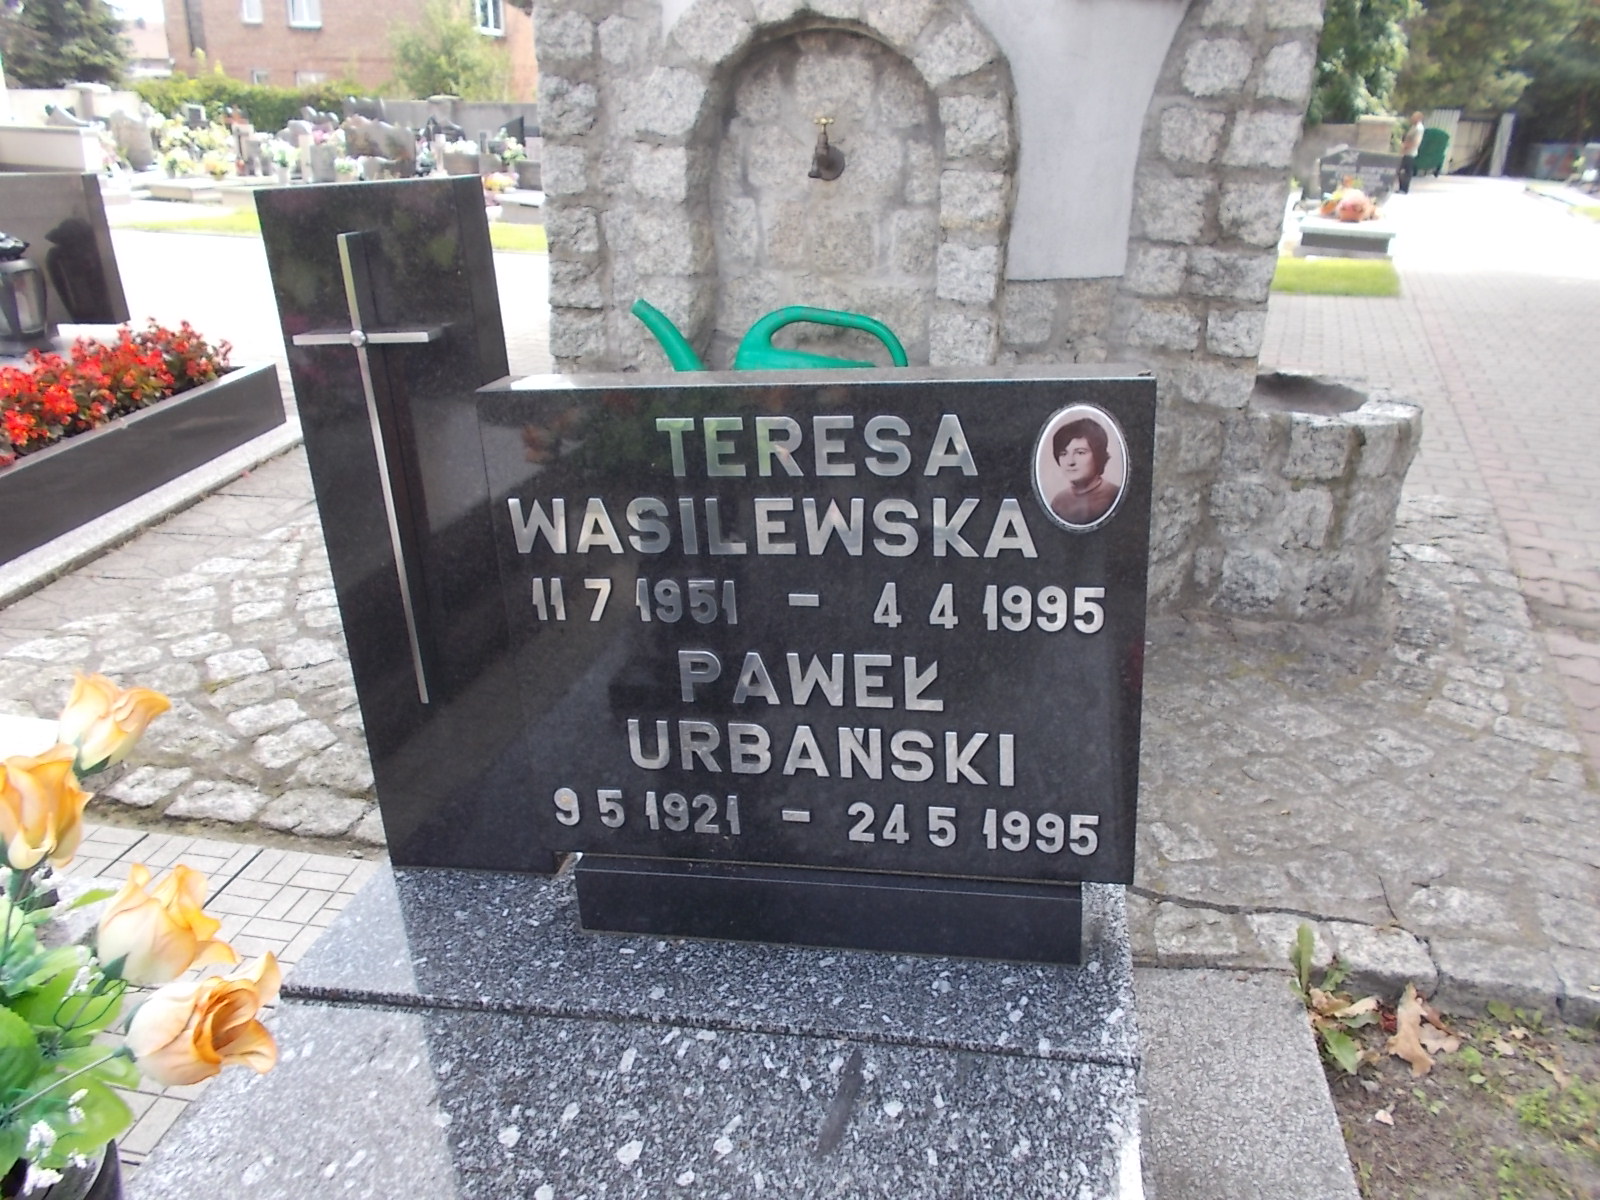 TERESA
WASILEWSKA
11 7 1951 - 4 4 1995
PAWEŁ
URBAŃSKI
9 5 1921 - 24 5 1995